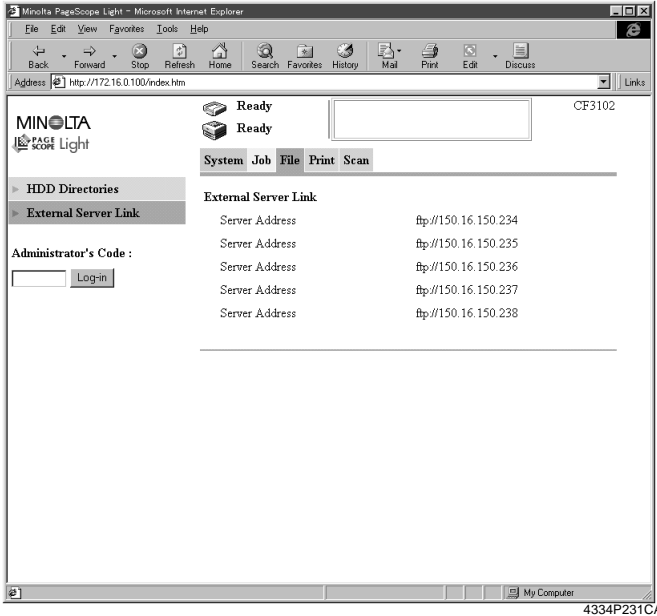 Minolta PageScope Light - Microsoft Internet Explorer
File Edit View Favorites Tools Help
Back Forward Stop Refresh Home Search Favorites History Mail Print Edit Discuss
Address http://172.16.0.100/index.htm Links
MINOLTA
PAGE SCOPE Light
Ready
Ready
CF3102
System Job File Print Scan
HDD Directories
External Server Link
Administrator's Code :
Log-in
External Server Link
Server Address ftp://150.16.150.234
Server Address ftp://150.16.150.235
Server Address ftp://150.16.150.236
Server Address ftp://150.16.150.237
Server Address ftp://150.16.150.238
My Computer
4334P231CA